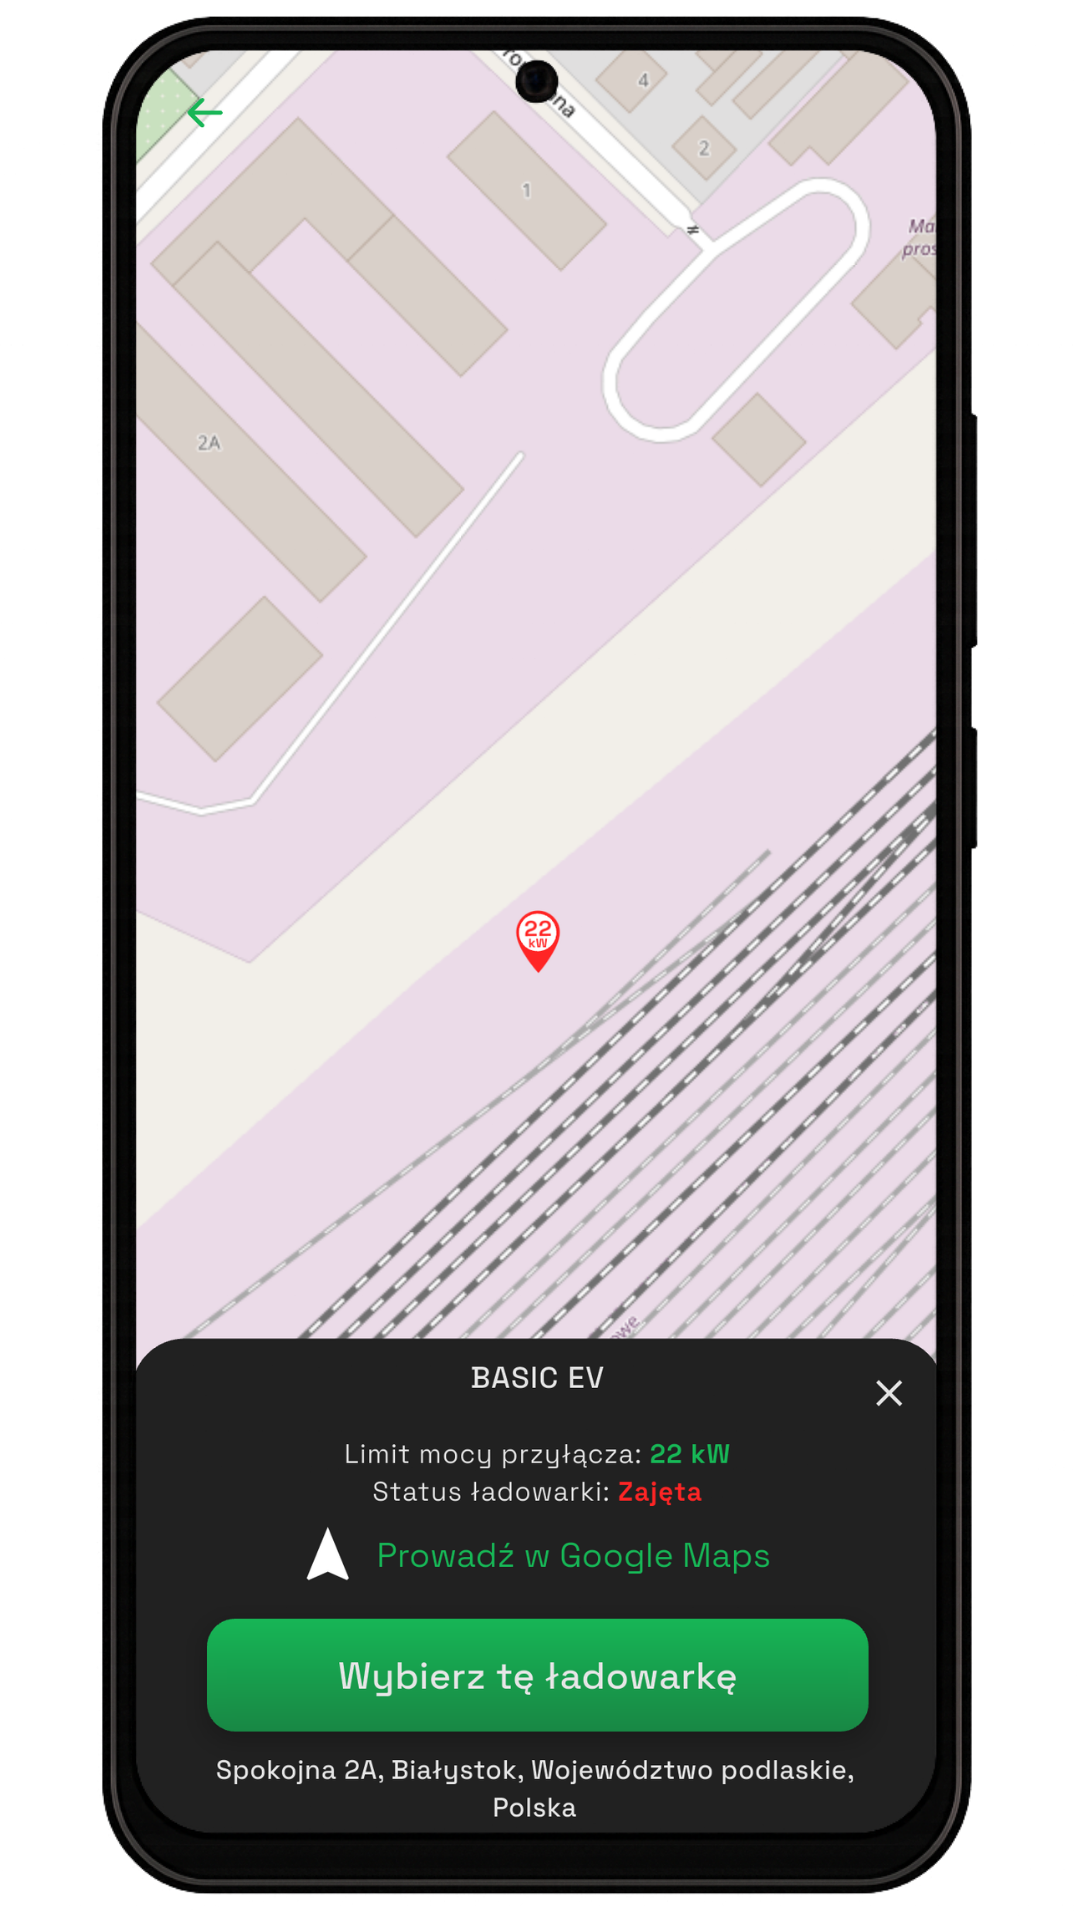 4
2
1
2A
22
kW
BASIC EV
Limit mocy przyłącza: 22 kW
Status ładowarki: Zajęta
Prowadź w Google Maps
Wybierz tę ładowarkę
Spokojna 2A, Białystok, Województwo podlaskie,
Polska